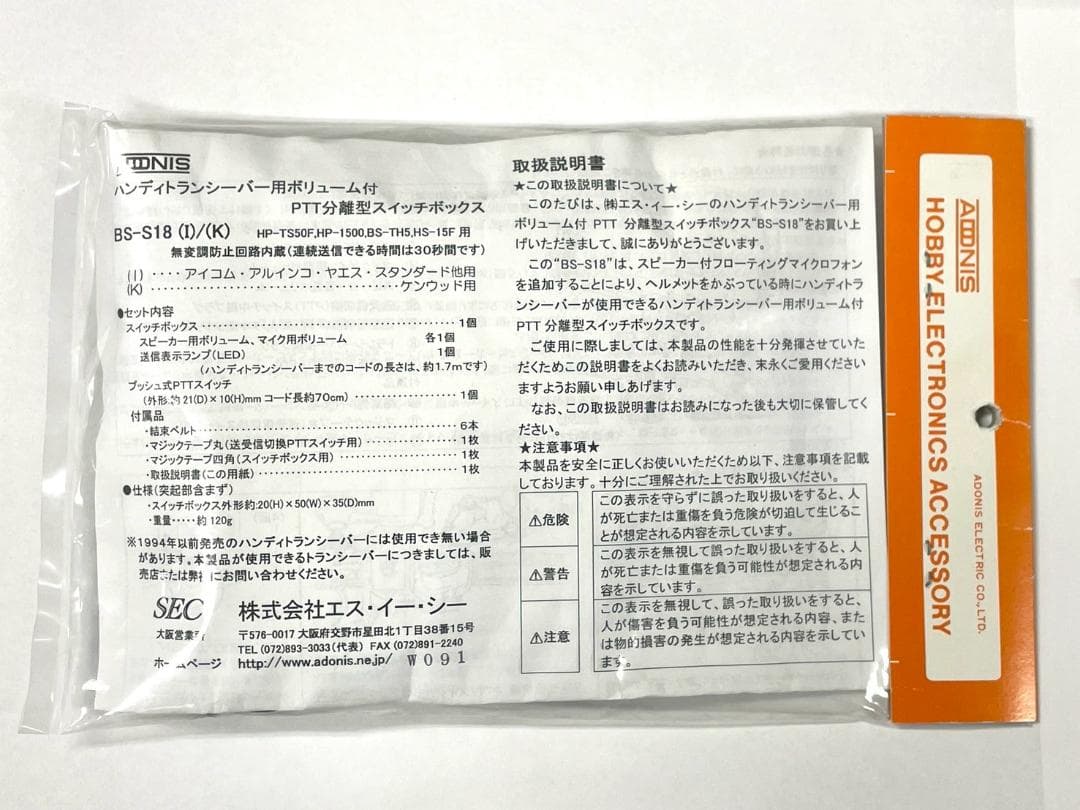 ADONIS
ハンディトランシーバー用ボリューム付
PTT分離型スイッチボックス
BS-S18 (I)/(K) HP-TS50F,HP-1500,BS-TH5,HS-15F 用
無変調防止回路内蔵(連続送信できる時間は30秒間です)
(I)····アイコム・アルインコ・ヤエス・スタンダード他用
(K)································ケンウッド用
●セット内容
スイッチボックス································1個
スピーカー用ボリューム、マイク用ボリューム 各1個
送信表示ランプ(LED) 1個
(ハンディトランシーバーまでのコードの長さは、約1.7mです)
プッシュ式PTTスイッチ
(外形:約21(D)×10(H)mm コード長約70cm)················1個
付属品
・結束ベルト································6本
・マジックテープ丸(送受信切換PTTスイッチ用)········1枚
・マジックテープ四角(スイッチボックス用)············1枚
・取扱説明書(この用紙)························1枚
●仕様(突起部含まず)
・スイッチボックス外形約:20(H)×50(W)×35(D)mm
・重量·····約120g
※1994年以前発売のハンディトランシーバーには使用でき無い場合
があります。本製品が使用できるトランシーバーにつきましては、販
売店または弊社にお問い合わせください。
SEC 株式会社エス・イー・シー
大阪営業所 〒576-0017 大阪府交野市星田北1丁目38番15号
TEL (072)893-3033(代表) FAX (072)891-2240
ホームページ http://www.adonis.ne.jp/ W091
取扱説明書
★この取扱説明書について★
このたびは、(株)エス・イー・シーのハンディトランシーバー用
ボリューム付 PTT 分離型スイッチボックス"BS-S18"をお買い上
げいただきまして、誠にありがとうございます。
この"BS-S18"は、スピーカー付フローティングマイクロフォン
を追加することにより、ヘルメットをかぶっている時にハンディトラ
ンシーバーが使用できるハンディトランシーバー用ボリューム付
PTT 分離型スイッチボックスです。
ご使用に際しましては、本製品の性能を十分発揮させていた
だくためこの説明書をよくお読みいただき、末永くご愛用ください
ますようお願い申しあげます。
なお、この取扱説明書はお読みになった後も大切に保管してく
ださい。
★注意事項★
本製品を安全に正しくお使いいただくため以下、注意事項を記載
しております。十分にご理解された上でお取り扱いください。
⚠危険
この表示を守らずに誤った取り扱いをすると、人
が死亡または重傷を負う危険が切迫して生じるこ
とが想定される内容を示しています。
⚠警告
この表示を無視して誤った取り扱いをすると、人
が死亡または重傷を負う可能性が想定される内
容を示しています。
⚠注意
この表示を無視して、誤った取り扱いをすると、
人が傷害を負う可能性が想定される内容、また
は物的損害の発生が想定される内容を示してい
ます。
ADONIS
HOBBY ELECTRONICS ACCESSORY
ADONIS ELECTRIC CO., LTD.